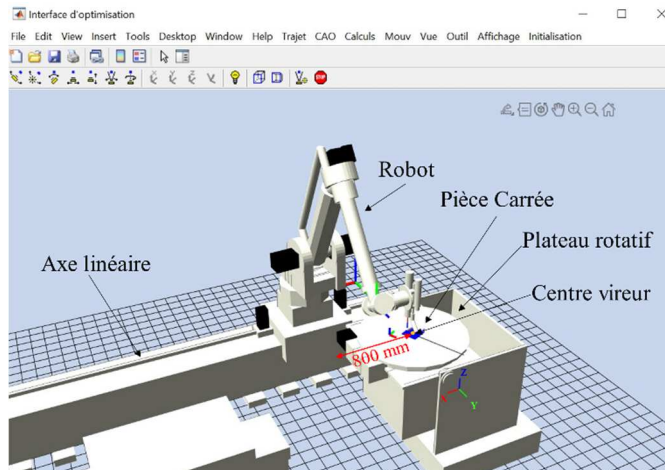 Interface d'optimisation
File Edit View Insert Tools Desktop Window Help Trajet CAO Calculs Mouv Vue Outil Affichage Initialisation
Robot
Pièce Carrée
Plateau rotatif
Axe linéaire
Centre vireur
800 mm
Z
X
Y